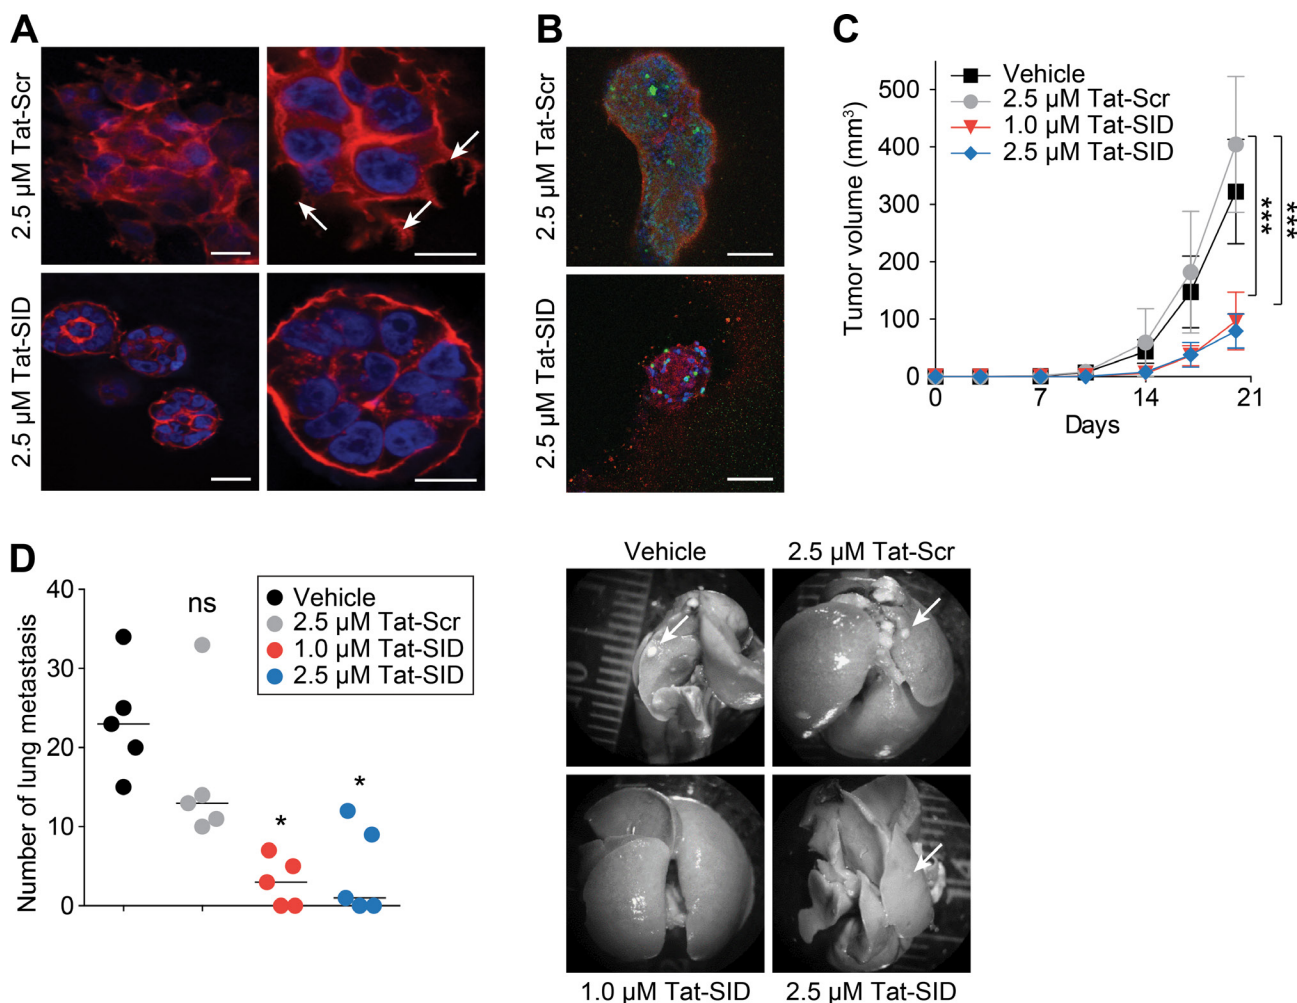 A
2.5 µM Tat-Scr
2.5 µM Tat-SID
B
2.5 µM Tat-Scr
2.5 µM Tat-SID
C
Tumor volume (mm³)
500
400
300
200
100
0
0 7 14 21
Days
Vehicle
2.5 µM Tat-Scr
1.0 µM Tat-SID
2.5 µM Tat-SID
***
***
D
Number of lung metastasis
40
30
20
10
0
ns
*
*
Vehicle
2.5 µM Tat-Scr
1.0 µM Tat-SID
2.5 µM Tat-SID
Vehicle 2.5 µM Tat-Scr
1.0 µM Tat-SID 2.5 µM Tat-SID